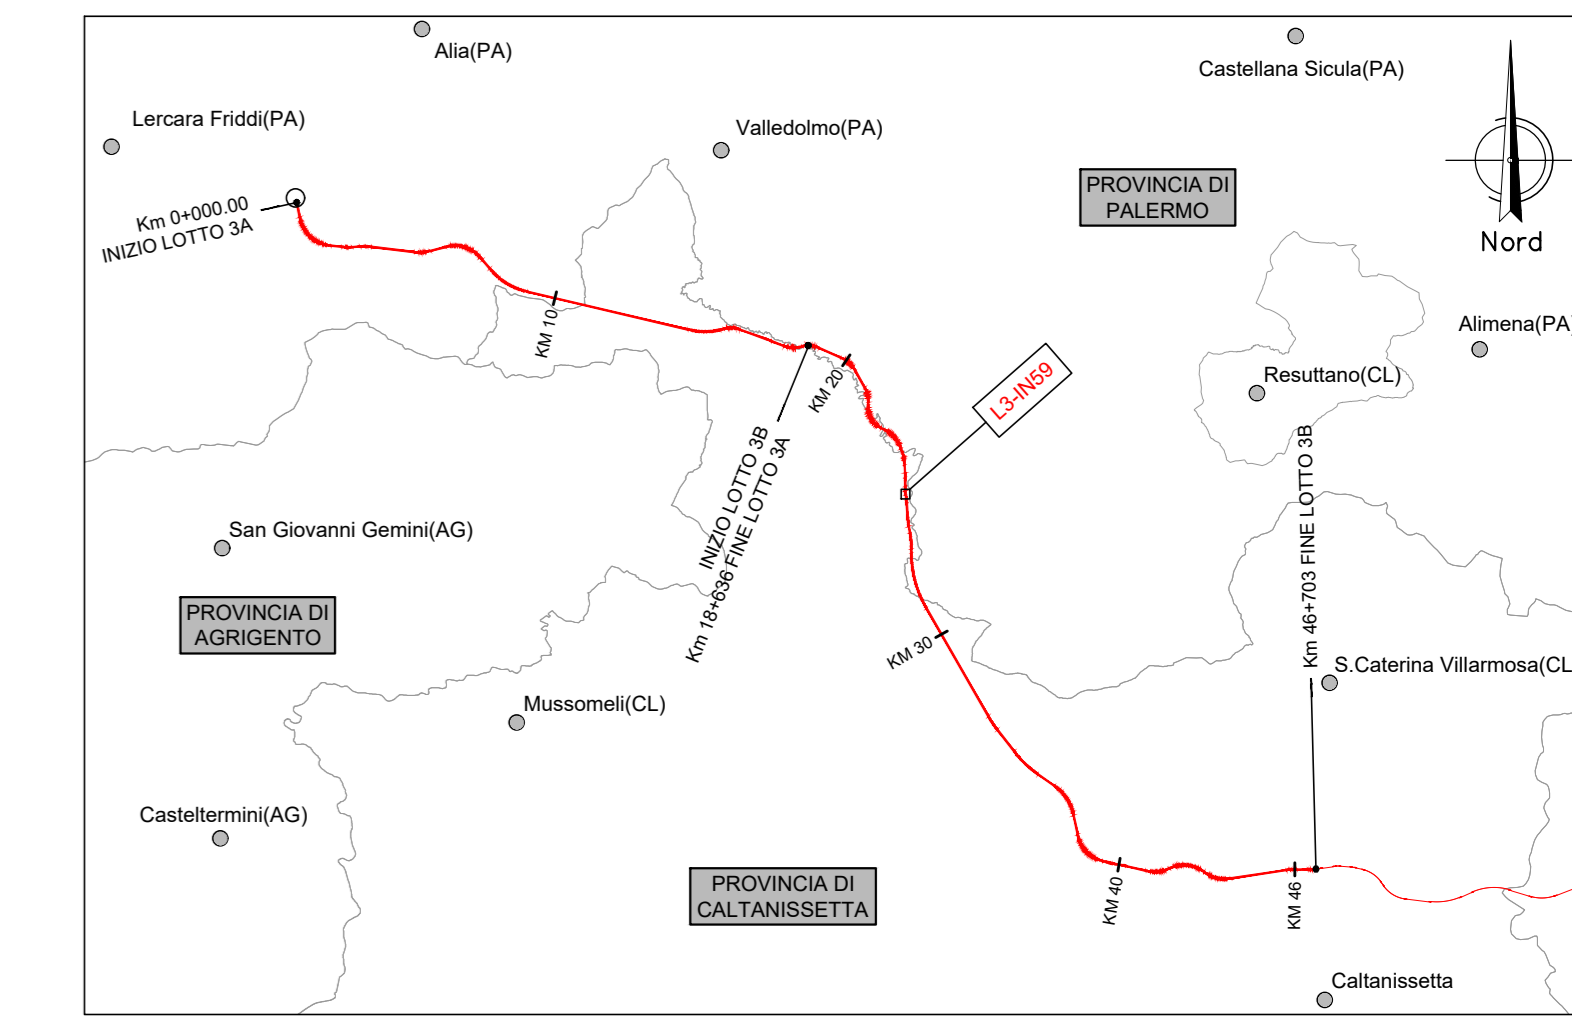 Alia(PA)
Castellana Sicula(PA)
Lercara Friddi(PA)
Valledolmo(PA)
PROVINCIA DI
PALERMO
Nord
Km 0+000.00
INIZIO LOTTO 3A
KM 10
KM 20
L3-IN59
Alimena(PA)
Resuttano(CL)
INIZIO LOTTO 3B
Km 18+636 FINE LOTTO 3A
Km 46+703 FINE LOTTO 3B
San Giovanni Gemini(AG)
PROVINCIA DI
AGRIGENTO
KM 30
S.Caterina Villarmosa(CL
Mussomeli(CL)
Casteltermini(AG)
PROVINCIA DI
CALTANISSETTA
KM 40
KM 46
Caltanissetta